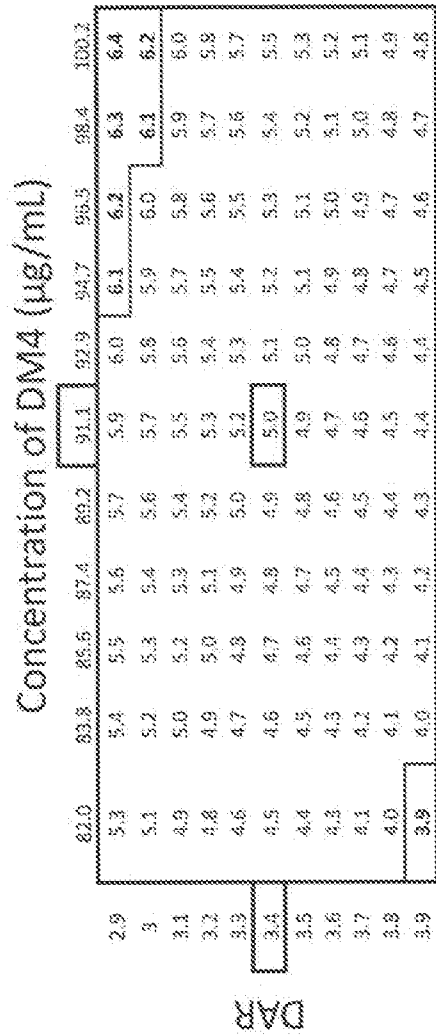 Concentration of DM4 (µg/mL)
82.0 83.8 85.6 87.4 89.2 91.1 92.9 94.7 96.5 98.4 100.2
DAR
2.9 5.3 5.4 5.5 5.6 5.7 5.9 6.0 6.1 6.2 6.3 6.4
3 5.1 5.2 5.3 5.4 5.6 5.7 5.8 5.9 6.0 6.1 6.2
3.1 4.9 5.0 5.2 5.3 5.4 5.5 5.6 5.7 5.8 5.9 6.0
3.2 4.8 4.9 5.0 5.1 5.2 5.3 5.4 5.5 5.6 5.7 5.8
3.3 4.6 4.7 4.8 4.9 5.0 5.2 5.3 5.4 5.5 5.6 5.7
3.4 4.5 4.6 4.7 4.8 4.9 5.0 5.1 5.2 5.3 5.4 5.5
3.5 4.4 4.5 4.6 4.7 4.8 4.9 5.0 5.1 5.1 5.2 5.3
3.6 4.3 4.3 4.4 4.5 4.6 4.7 4.8 4.9 5.0 5.1 5.2
3.7 4.1 4.2 4.3 4.4 4.5 4.6 4.7 4.8 4.9 5.0 5.1
3.8 4.0 4.1 4.2 4.3 4.4 4.5 4.6 4.7 4.7 4.8 4.9
3.9 3.9 4.0 4.1 4.2 4.3 4.4 4.4 4.5 4.6 4.7 4.8